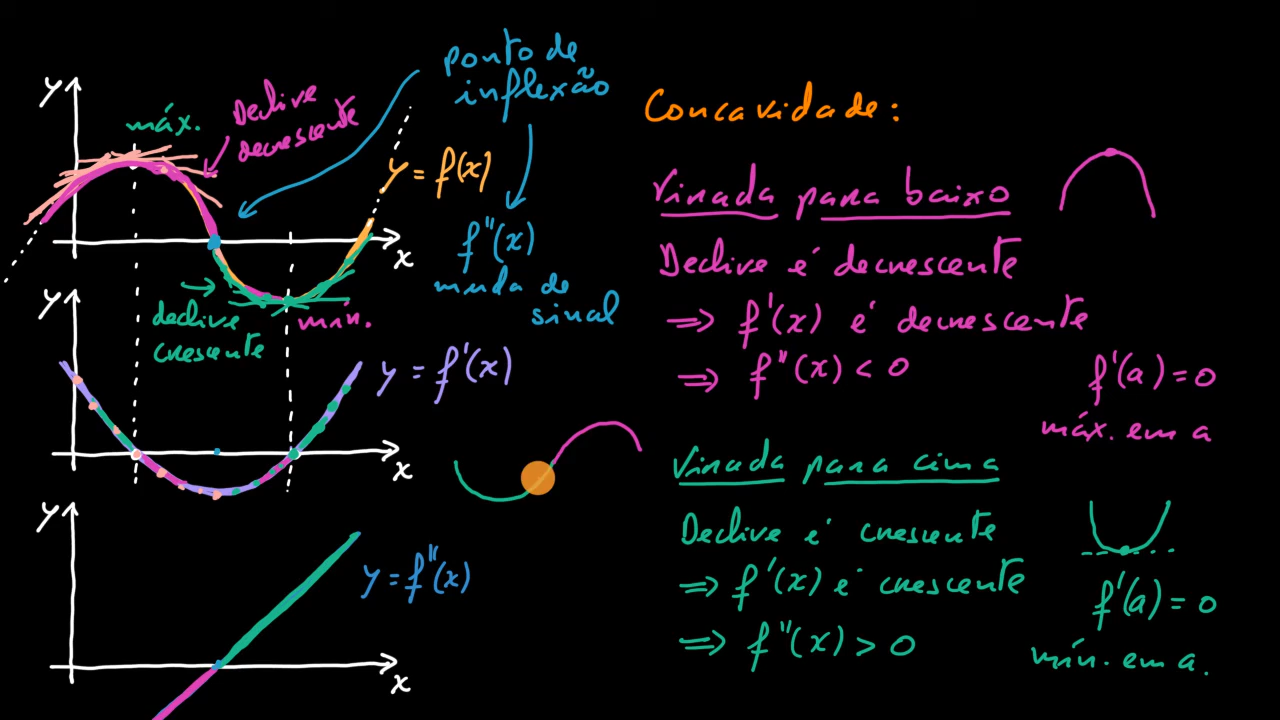 y
máx.
Declive
decrescente
ponto de
inflexão
y = f(x)
x
f''(x)
muda de
sinal
declive
crescente
mín.
y
y = f'(x)
x
y
y = f''(x)
x
Concavidade:
Virada para baixo
Declive é decrescente
⇒ f'(x) é decrescente
⇒ f''(x) < 0
f'(a) = 0
máx. em a
Virada para cima
Declive é crescente
⇒ f'(x) é crescente
⇒ f''(x) > 0
f'(a) = 0
mín. em a.